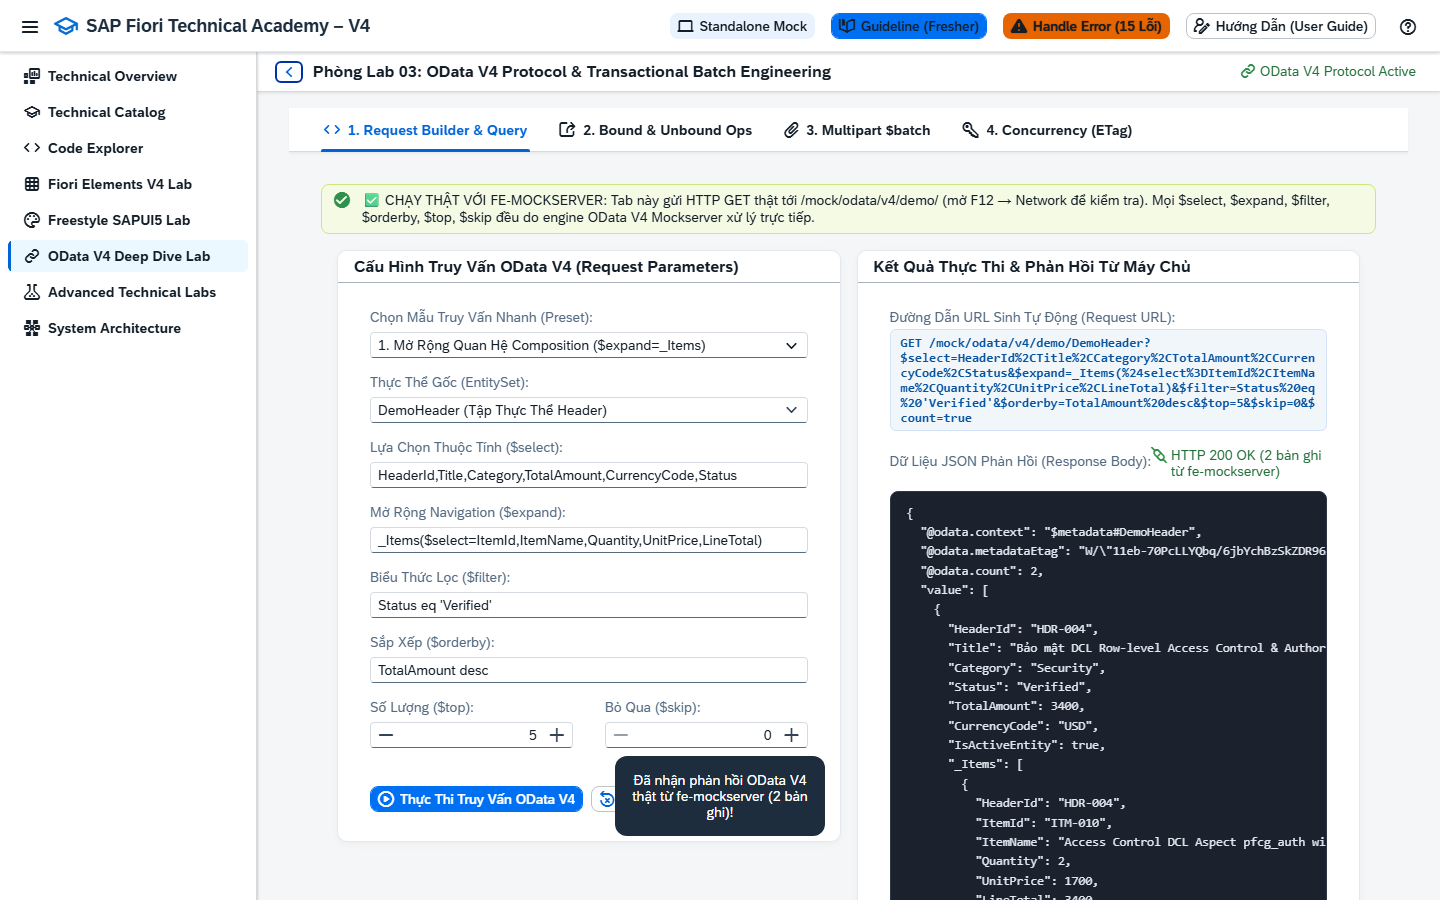 SAP Fiori Technical Academy – V4
Standalone Mock
Guideline (Fresher)
Handle Error (15 Lỗi)
Hướng Dẫn (User Guide)
Technical Overview
Technical Catalog
Code Explorer
Fiori Elements V4 Lab
Freestyle SAPUI5 Lab
OData V4 Deep Dive Lab
Advanced Technical Labs
System Architecture
Phòng Lab 03: OData V4 Protocol & Transactional Batch Engineering
OData V4 Protocol Active
1. Request Builder & Query
2. Bound & Unbound Ops
3. Multipart $batch
4. Concurrency (ETag)
✅ CHẠY THẬT VỚI FE-MOCKSERVER: Tab này gửi HTTP GET thật tới /mock/odata/v4/demo/ (mở F12 → Network để kiểm tra). Mọi $select, $expand, $filter,
$orderby, $top, $skip đều do engine OData V4 Mockserver xử lý trực tiếp.
Cấu Hình Truy Vấn OData V4 (Request Parameters)
Chọn Mẫu Truy Vấn Nhanh (Preset):
1. Mở Rộng Quan Hệ Composition ($expand=_Items)
Thực Thể Gốc (EntitySet):
DemoHeader (Tập Thực Thể Header)
Lựa Chọn Thuộc Tính ($select):
HeaderId,Title,Category,TotalAmount,CurrencyCode,Status
Mở Rộng Navigation ($expand):
_Items($select=ItemId,ItemName,Quantity,UnitPrice,LineTotal)
Biểu Thức Lọc ($filter):
Status eq 'Verified'
Sắp Xếp ($orderby):
TotalAmount desc
Số Lượng ($top):
5
Bỏ Qua ($skip):
0
Thực Thi Truy Vấn OData V4
Đã nhận phản hồi OData V4
thật từ fe-mockserver (2 bản
ghi)!
Kết Quả Thực Thi & Phản Hồi Từ Máy Chủ
Đường Dẫn URL Sinh Tự Động (Request URL):
GET /mock/odata/v4/demo/DemoHeader?
$select=HeaderId%2CTitle%2CCategory%2CTotalAmount%2CCurren
cyCode%2CStatus&$expand=_Items(%24select%3DItemId%2CItemNa
me%2CQuantity%2CUnitPrice%2CLineTotal)&$filter=Status%20eq
%20'Verified'&$orderby=TotalAmount%20desc&$top=5&$skip=0&$
count=true
Dữ Liệu JSON Phản Hồi (Response Body):
HTTP 200 OK (2 bản ghi
từ fe-mockserver)
{
"@odata.context": "$metadata#DemoHeader",
"@odata.metadataEtag": "W/\"11eb-70PcLLYQbq/6jbYchBzSkZDR96
"@odata.count": 2,
"value": [
{
"HeaderId": "HDR-004",
"Title": "Bảo mật DCL Row-level Access Control & Author
"Category": "Security",
"Status": "Verified",
"TotalAmount": 3400,
"CurrencyCode": "USD",
"IsActiveEntity": true,
"_Items": [
{
"HeaderId": "HDR-004",
"ItemId": "ITM-010",
"ItemName": "Access Control DCL Aspect pfcg_auth wi
"Quantity": 2,
"UnitPrice": 1700,
"LineTotal": 3400